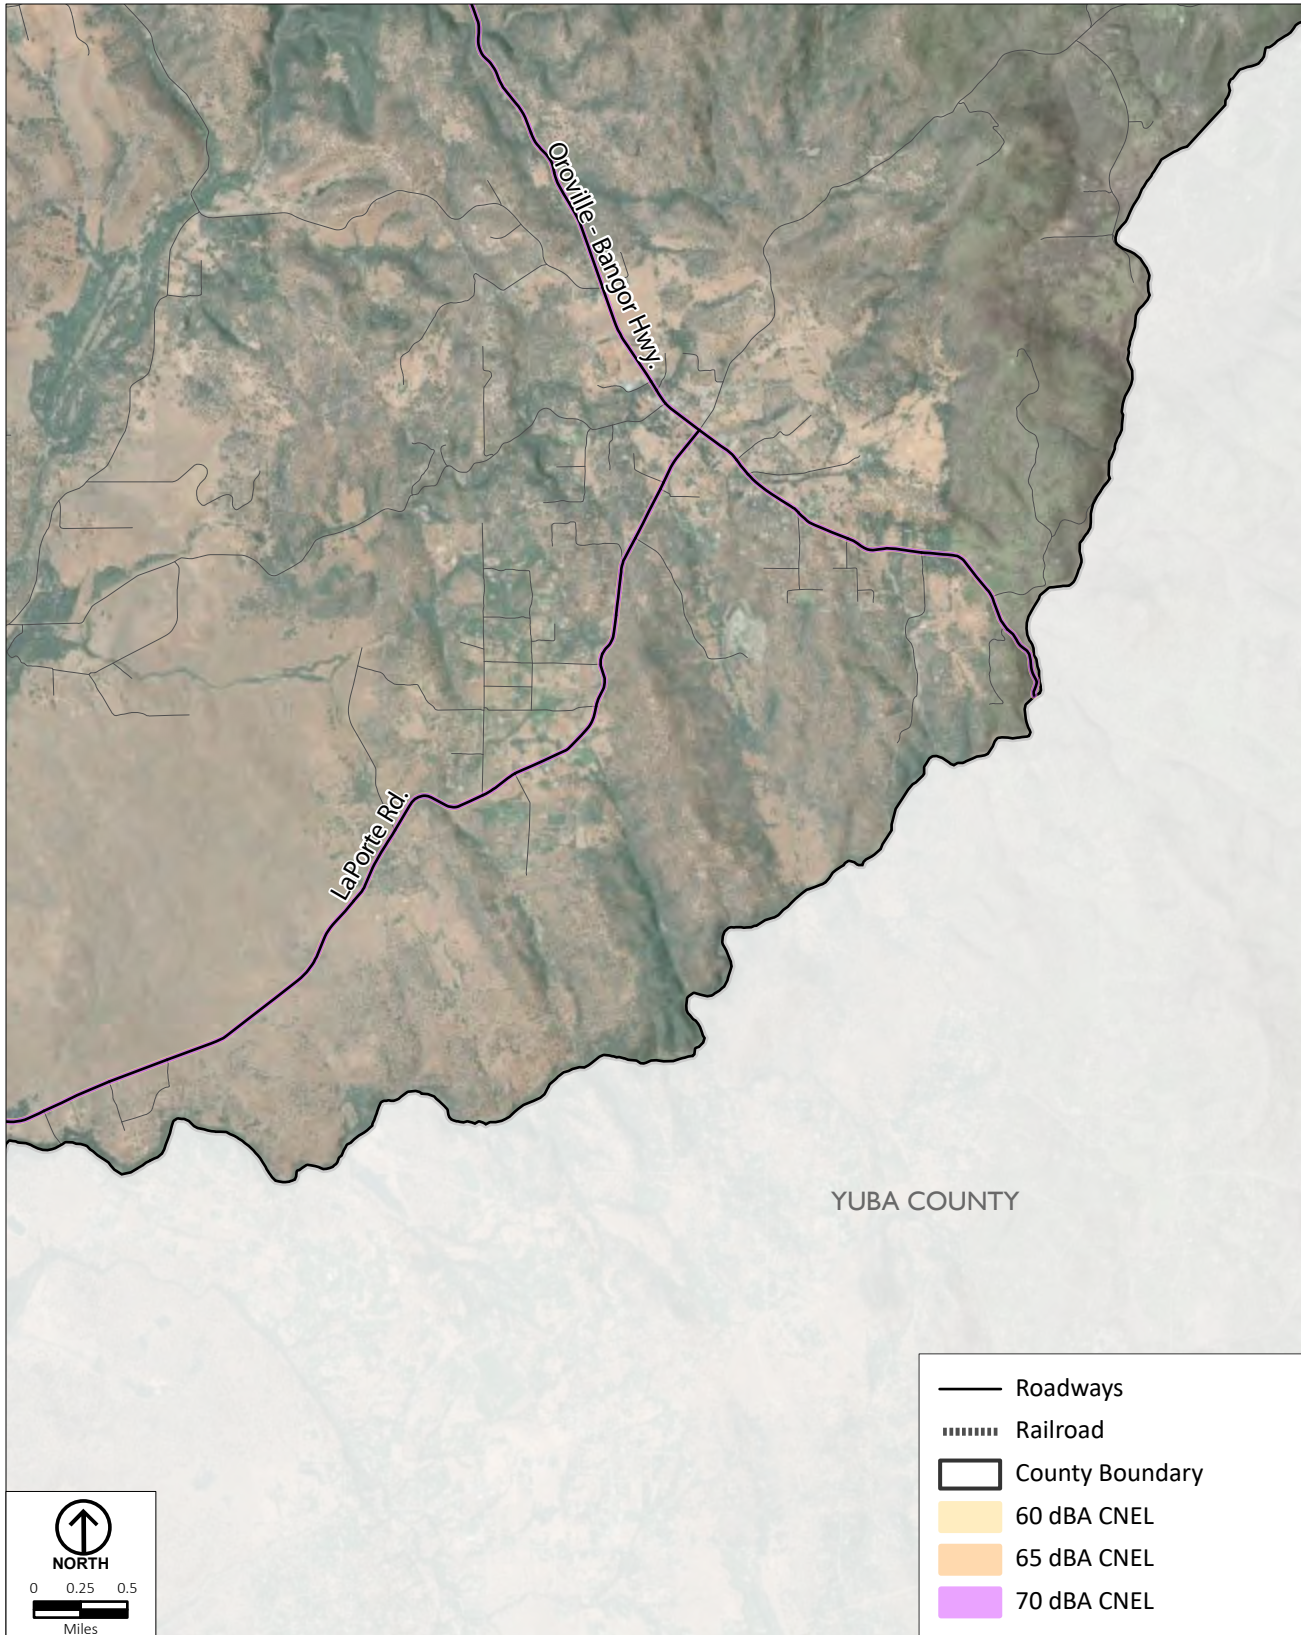 Oroville - Bangor Hwy.
LaPorte Rd.
YUBA COUNTY
Roadways
Railroad
County Boundary
60 dBA CNEL
65 dBA CNEL
70 dBA CNEL
NORTH
0 0.25 0.5
Miles